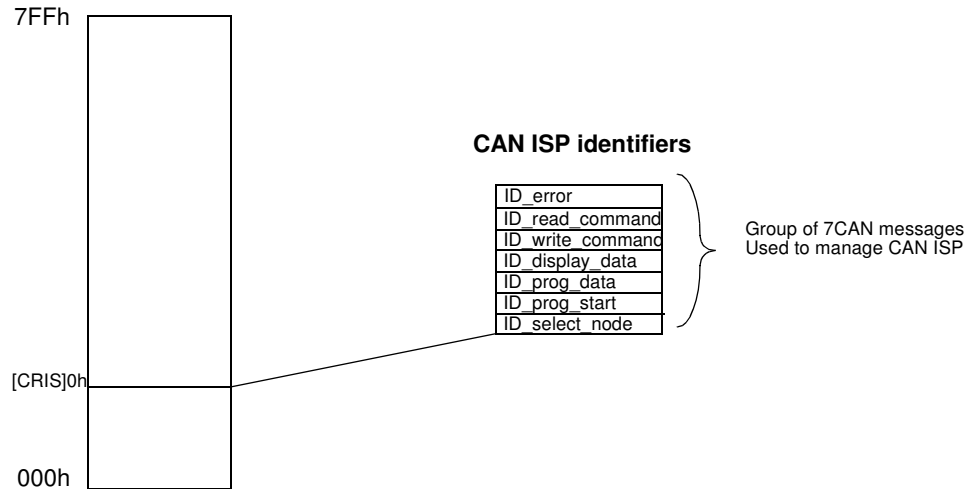 7FFh
CAN ISP identifiers
ID_error
ID_read_command
ID_write_command
ID_display_data
ID_prog_data
ID_prog_start
ID_select_node
Group of 7CAN messages
Used to manage CAN ISP
[CRIS]0h
000h